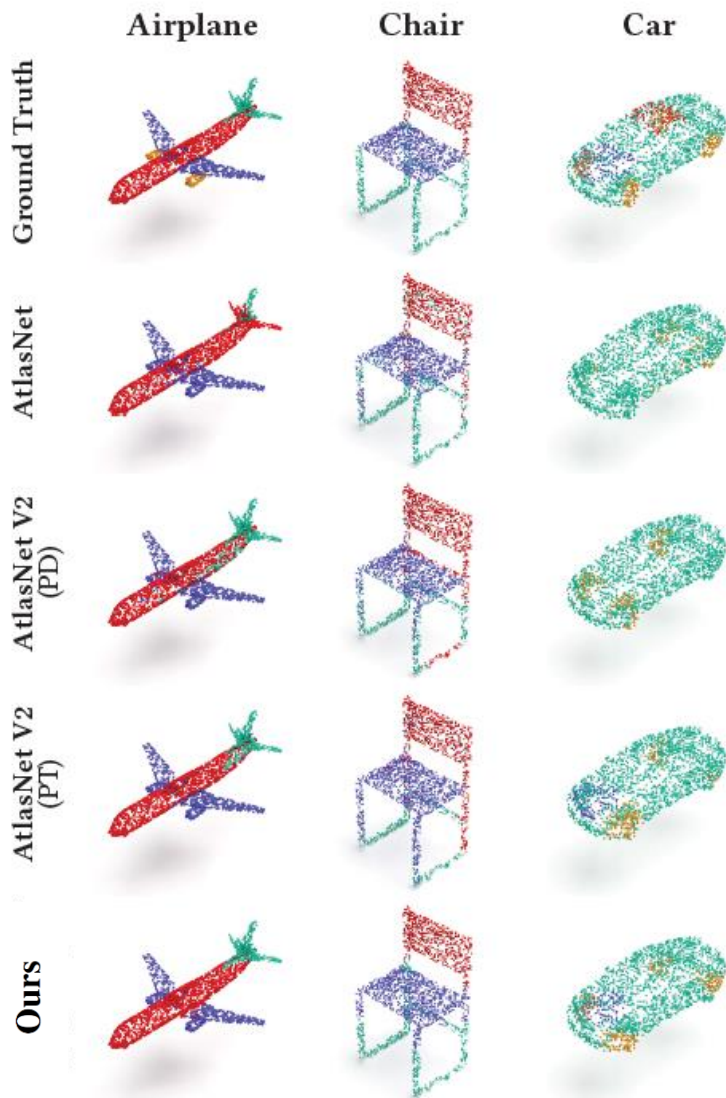 Airplane Chair Car
Ground Truth
AtlasNet
AtlasNet V2
(PD)
AtlasNet V2
(PT)
Ours